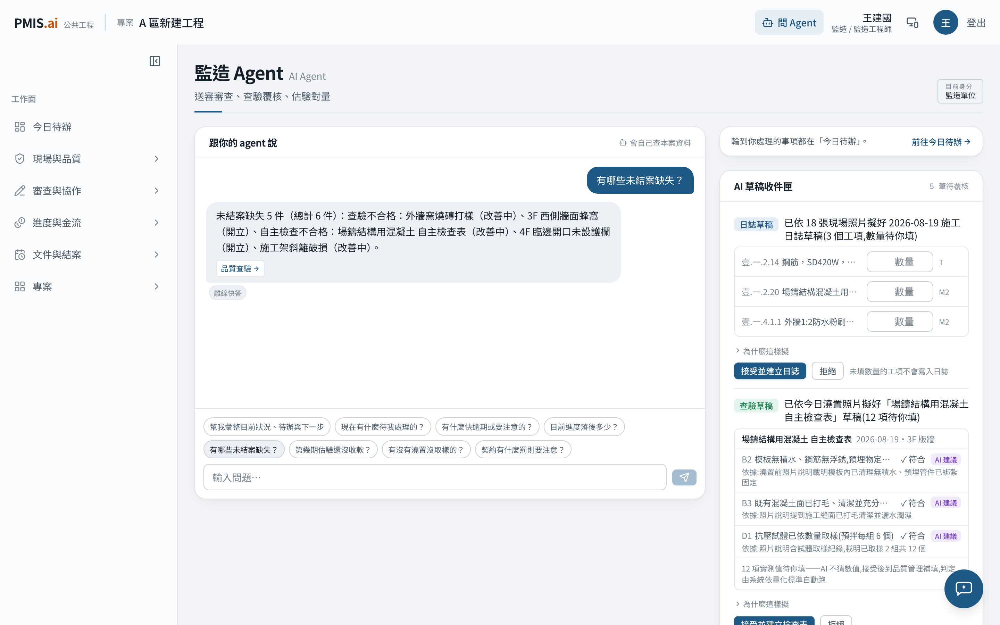 PMIS.ai 公共工程
專案 A 區新建工程
問 Agent
王建國
監造 / 監造工程師
王
登出
工作面
今日待辦
現場與品質
審查與協作
進度與金流
文件與結案
專案
監造 Agent AI Agent
送審審查、查驗覆核、估驗對量
目前身分
監造單位
跟你的 agent 說
會自己查本案資料
有哪些未結案缺失？
未結案缺失 5 件（總計 6 件）：查驗不合格：外牆窯燒磚打樣（改善中）、3F 西側牆面蜂窩
（開立）、自主檢查不合格：場鑄結構用混凝土 自主檢查表（改善中）、4F 臨邊開口未設護欄
（開立）、施工架斜籬破損（改善中）。
品質查驗 →
離線快答
幫我彙整目前狀況、待辦與下一步
現在有什麼待我處理的？
有什麼快逾期或要注意的？
目前進度落後多少？
有哪些未結案缺失？
第幾期估驗還沒收款？
有沒有澆置沒取樣的？
契約有什麼罰則要注意？
輸入問題…
輪到你處理的事項都在「今日待辦」。
前往今日待辦 →
AI 草稿收件匣
5 筆待覆核
日誌草稿
已依 18 張現場照片擬好 2026-08-19 施工
日誌草稿(3 個工項,數量待你填)
壹.一.2.14 鋼筋，SD420W，… 數量 T
壹.一.2.20 場鑄結構混凝土用… 數量 M2
壹.一.4.1.1 外牆1:2防水粉刷… 數量 M2
為什麼這樣擬
接受並建立日誌
拒絕
未填數量的工項不會寫入日誌
查驗草稿
已依今日澆置照片擬好「場鑄結構用混凝土
自主檢查表」草稿(12 項待你填)
場鑄結構用混凝土 自主檢查表 2026-08-19・3F 版牆
B2 模板無積水、鋼筋無浮銹,預埋物定… ✓ 符合 AI 建議
依據:澆置前照片說明載明模板內已清理無積水、預埋管件已綁紮
固定
B3 既有混凝土面已打毛、清潔並充分… ✓ 符合 AI 建議
依據:照片說明提到施工縫面已打毛清潔並灑水潤濕
D1 抗壓試體已依數量取樣(預拌每組 6 個) ✓ 符合 AI 建議
依據:照片說明含試體取樣紀錄,載明已取樣 2 組共 12 個
12 項實測值待你填——AI 不猜數值,接受後到品質管理補填,判定
由系統依量化標準自動跑
為什麼這樣擬
接受並建立檢查表
拒絕